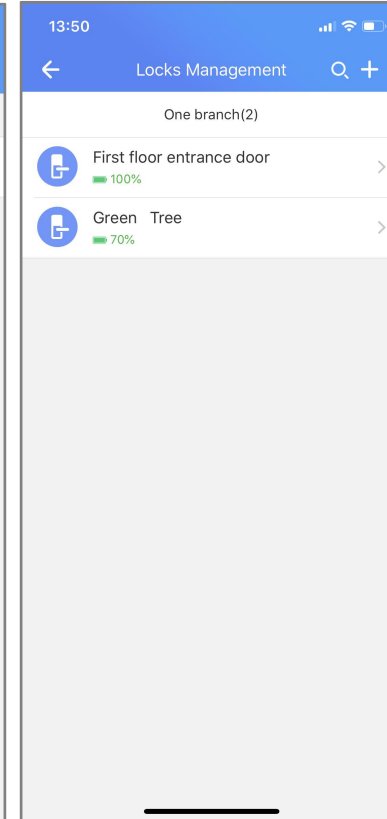 13:50
Locks Management
One branch(2)
First floor entrance door
100%
Green Tree
70%